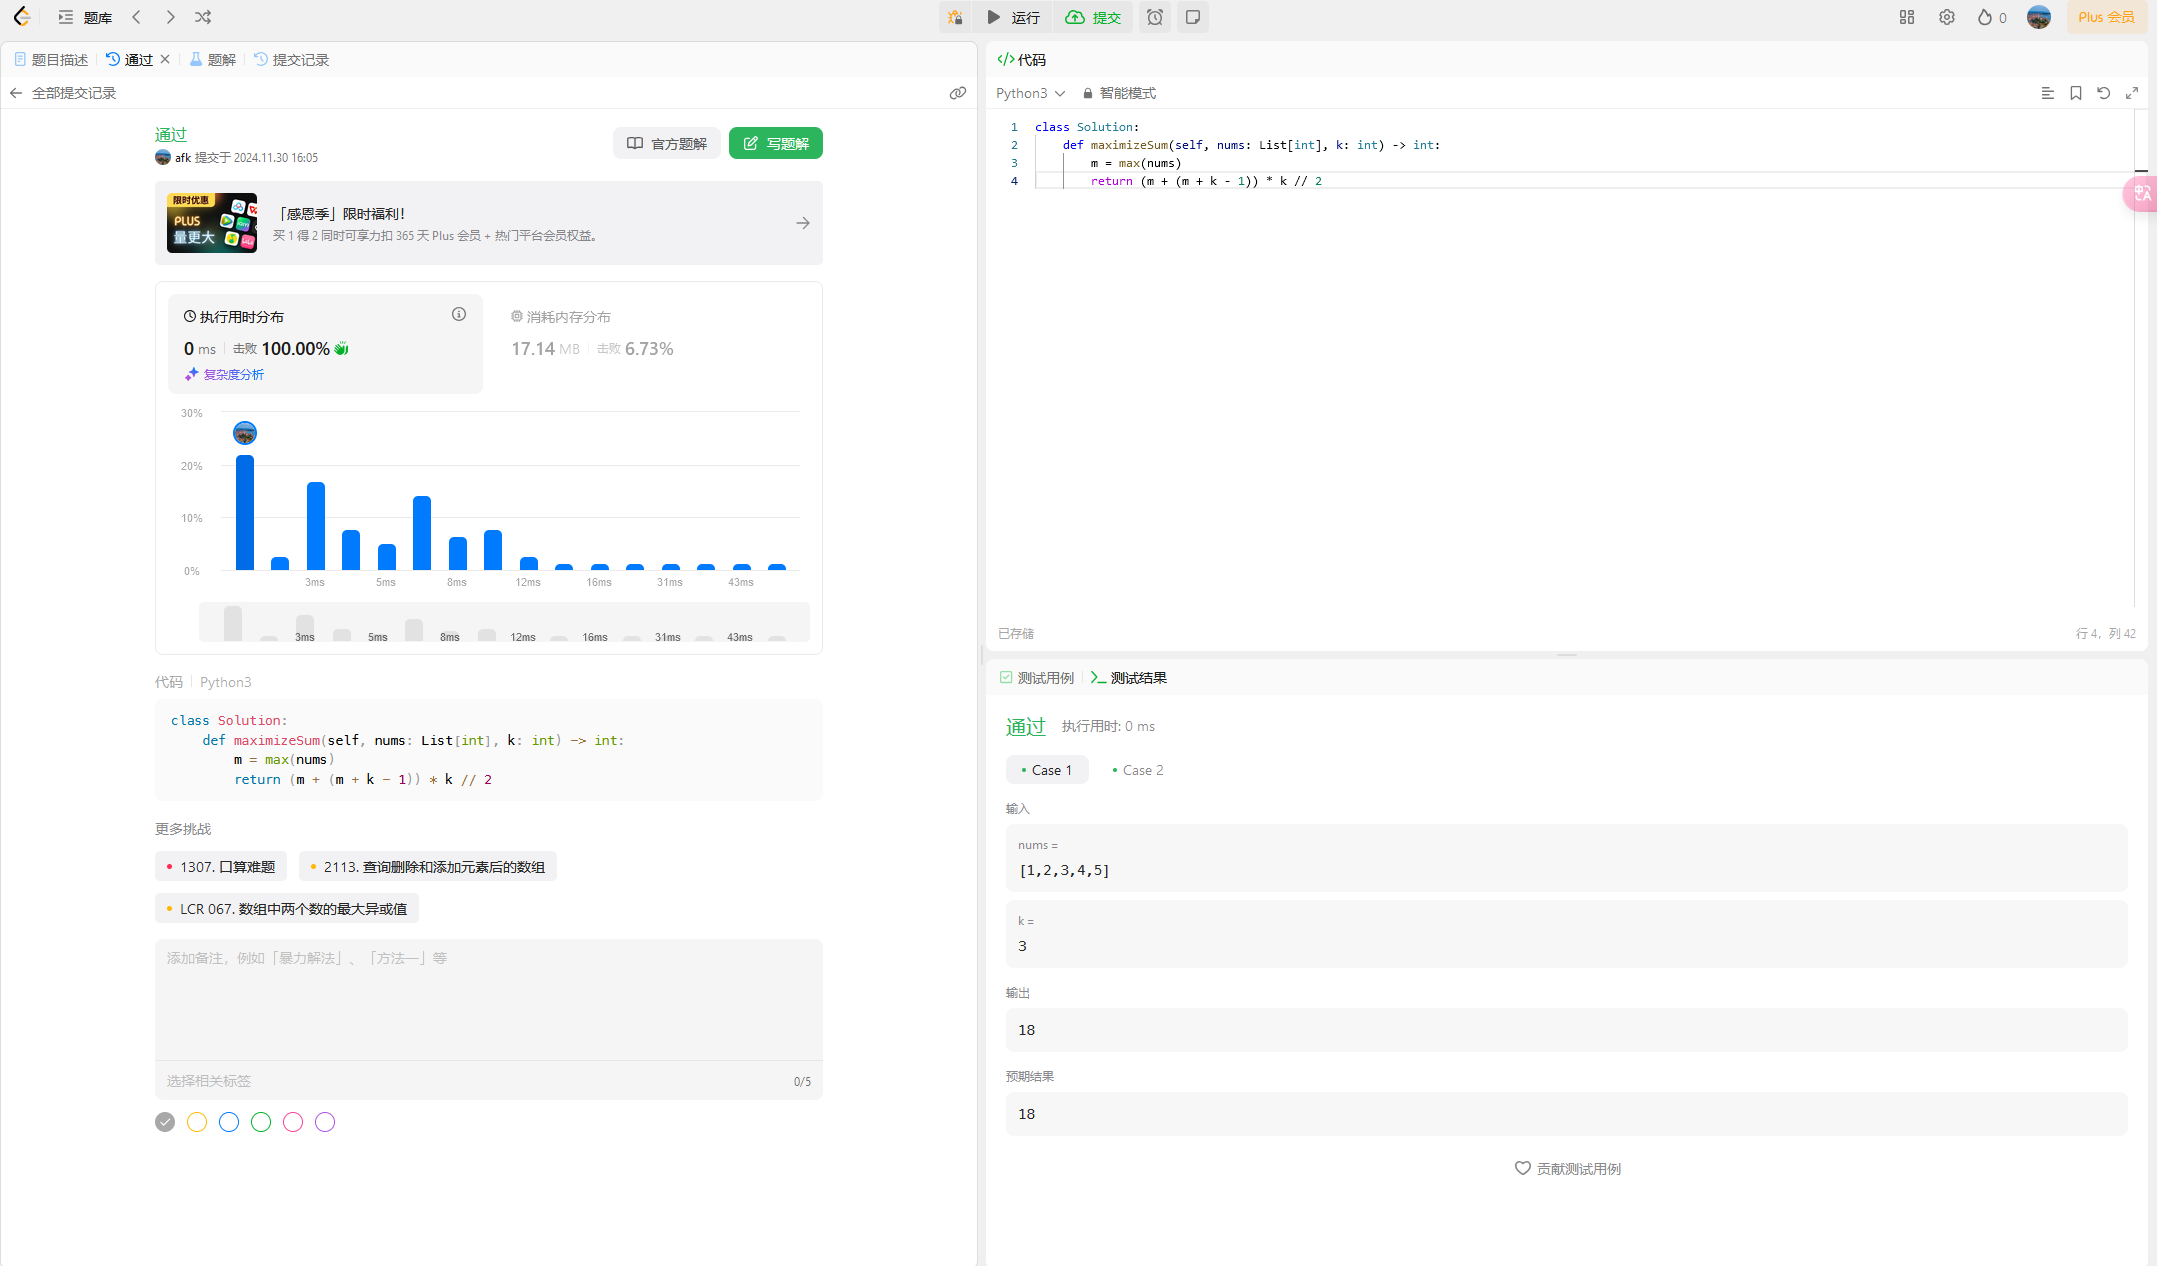 题库
运行
提交
0
Plus 会员
题目描述
通过
题解
提交记录
全部提交记录
通过
afk 提交于 2024.11.30 16:05
官方题解
写题解
限时优惠
PLUS
量更大
「感恩季」限时福利！
买 1 得 2 同时可享力扣 365 天 Plus 会员 + 热门平台会员权益。
执行用时分布
0 ms 击败 100.00%
复杂度分析
消耗内存分布
17.14 MB 击败 6.73%
30%
20%
10%
0%
3ms 5ms 8ms 12ms 16ms 31ms 43ms
3ms 5ms 8ms 12ms 16ms 31ms 43ms
代码 Python3
class Solution:
    def maximizeSum(self, nums: List[int], k: int) -> int:
        m = max(nums)
        return (m + (m + k - 1)) * k // 2
更多挑战
1307. 口算难题
2113. 查询删除和添加元素后的数组
LCR 067. 数组中两个数的最大异或值
添加备注，例如「暴力解法」、「方法一」等
选择相关标签
0/5
代码
Python3
智能模式
1 class Solution:
2     def maximizeSum(self, nums: List[int], k: int) -> int:
3         m = max(nums)
4         return (m + (m + k - 1)) * k // 2
已存储
行 4，列 42
测试用例
测试结果
通过 执行用时: 0 ms
Case 1
Case 2
输入
nums =
[1,2,3,4,5]
k =
3
输出
18
预期结果
18
贡献测试用例